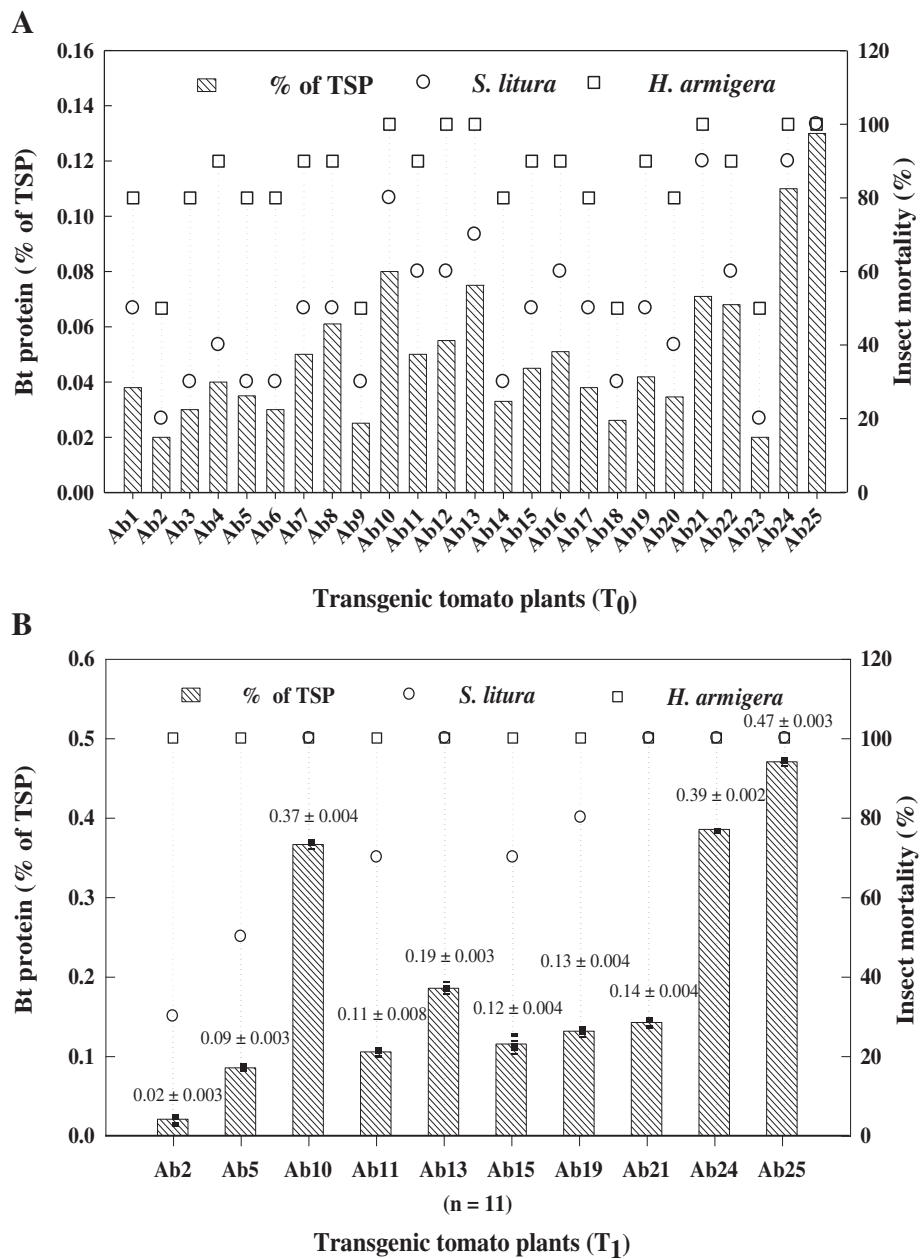 A
% of TSP S. litura H. armigera
Bt protein (% of TSP)
0.16
0.14
0.12
0.10
0.08
0.06
0.04
0.02
0.00
120
100
80
60
40
20
0
Insect mortality (%)
Ab1 Ab2 Ab3 Ab4 Ab5 Ab6 Ab7 Ab8 Ab9 Ab10 Ab11 Ab12 Ab13 Ab14 Ab15 Ab16 Ab17 Ab18 Ab19 Ab20 Ab21 Ab22 Ab23 Ab24 Ab25
Transgenic tomato plants (T0)
B
% of TSP S. litura H. armigera
Bt protein (% of TSP)
0.6
0.5
0.4
0.3
0.2
0.1
0.0
120
100
80
60
40
20
0
Insect mortality (%)
0.02 ± 0.003
0.09 ± 0.003
0.37 ± 0.004
0.11 ± 0.008
0.19 ± 0.003
0.12 ± 0.004
0.13 ± 0.004
0.14 ± 0.004
0.39 ± 0.002
0.47 ± 0.003
Ab2 Ab5 Ab10 Ab11 Ab13 Ab15 Ab19 Ab21 Ab24 Ab25
(n = 11)
Transgenic tomato plants (T1)